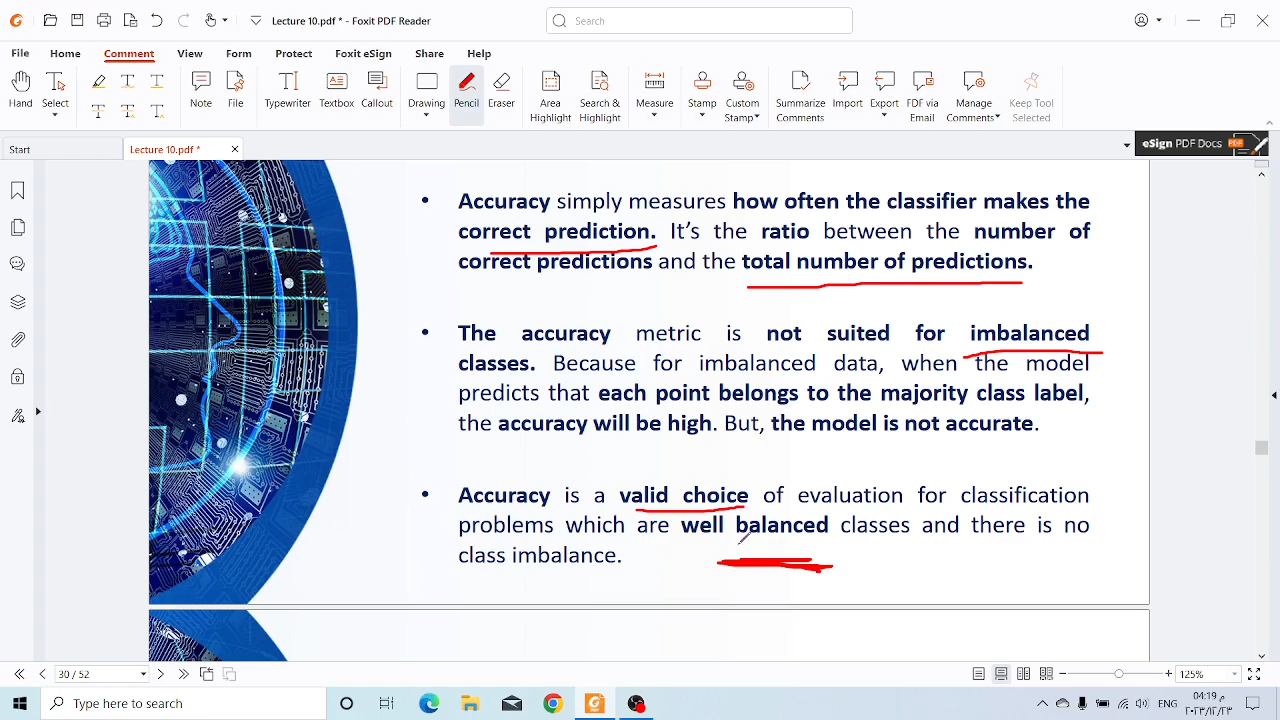 Lecture 10.pdf * - Foxit PDF Reader
Search
File Home Comment View Form Protect Foxit eSign Share Help
Hand Select Note File Typewriter Textbox Callout Drawing Pencil Eraser Area Highlight Search & Highlight Measure Stamp Custom Stamp Summarize Comments Import Export FDF via Email Manage Comments Keep Tool Selected
Start Lecture 10.pdf * eSign PDF Docs PDF
• Accuracy simply measures how often the classifier makes the
correct prediction. It’s the ratio between the number of
correct predictions and the total number of predictions.
• The accuracy metric is not suited for imbalanced
classes. Because for imbalanced data, when the model
predicts that each point belongs to the majority class label,
the accuracy will be high. But, the model is not accurate.
• Accuracy is a valid choice of evaluation for classification
problems which are well balanced classes and there is no
class imbalance.
30 / 52 125%
Type here to search ENG ٠٤:١٩